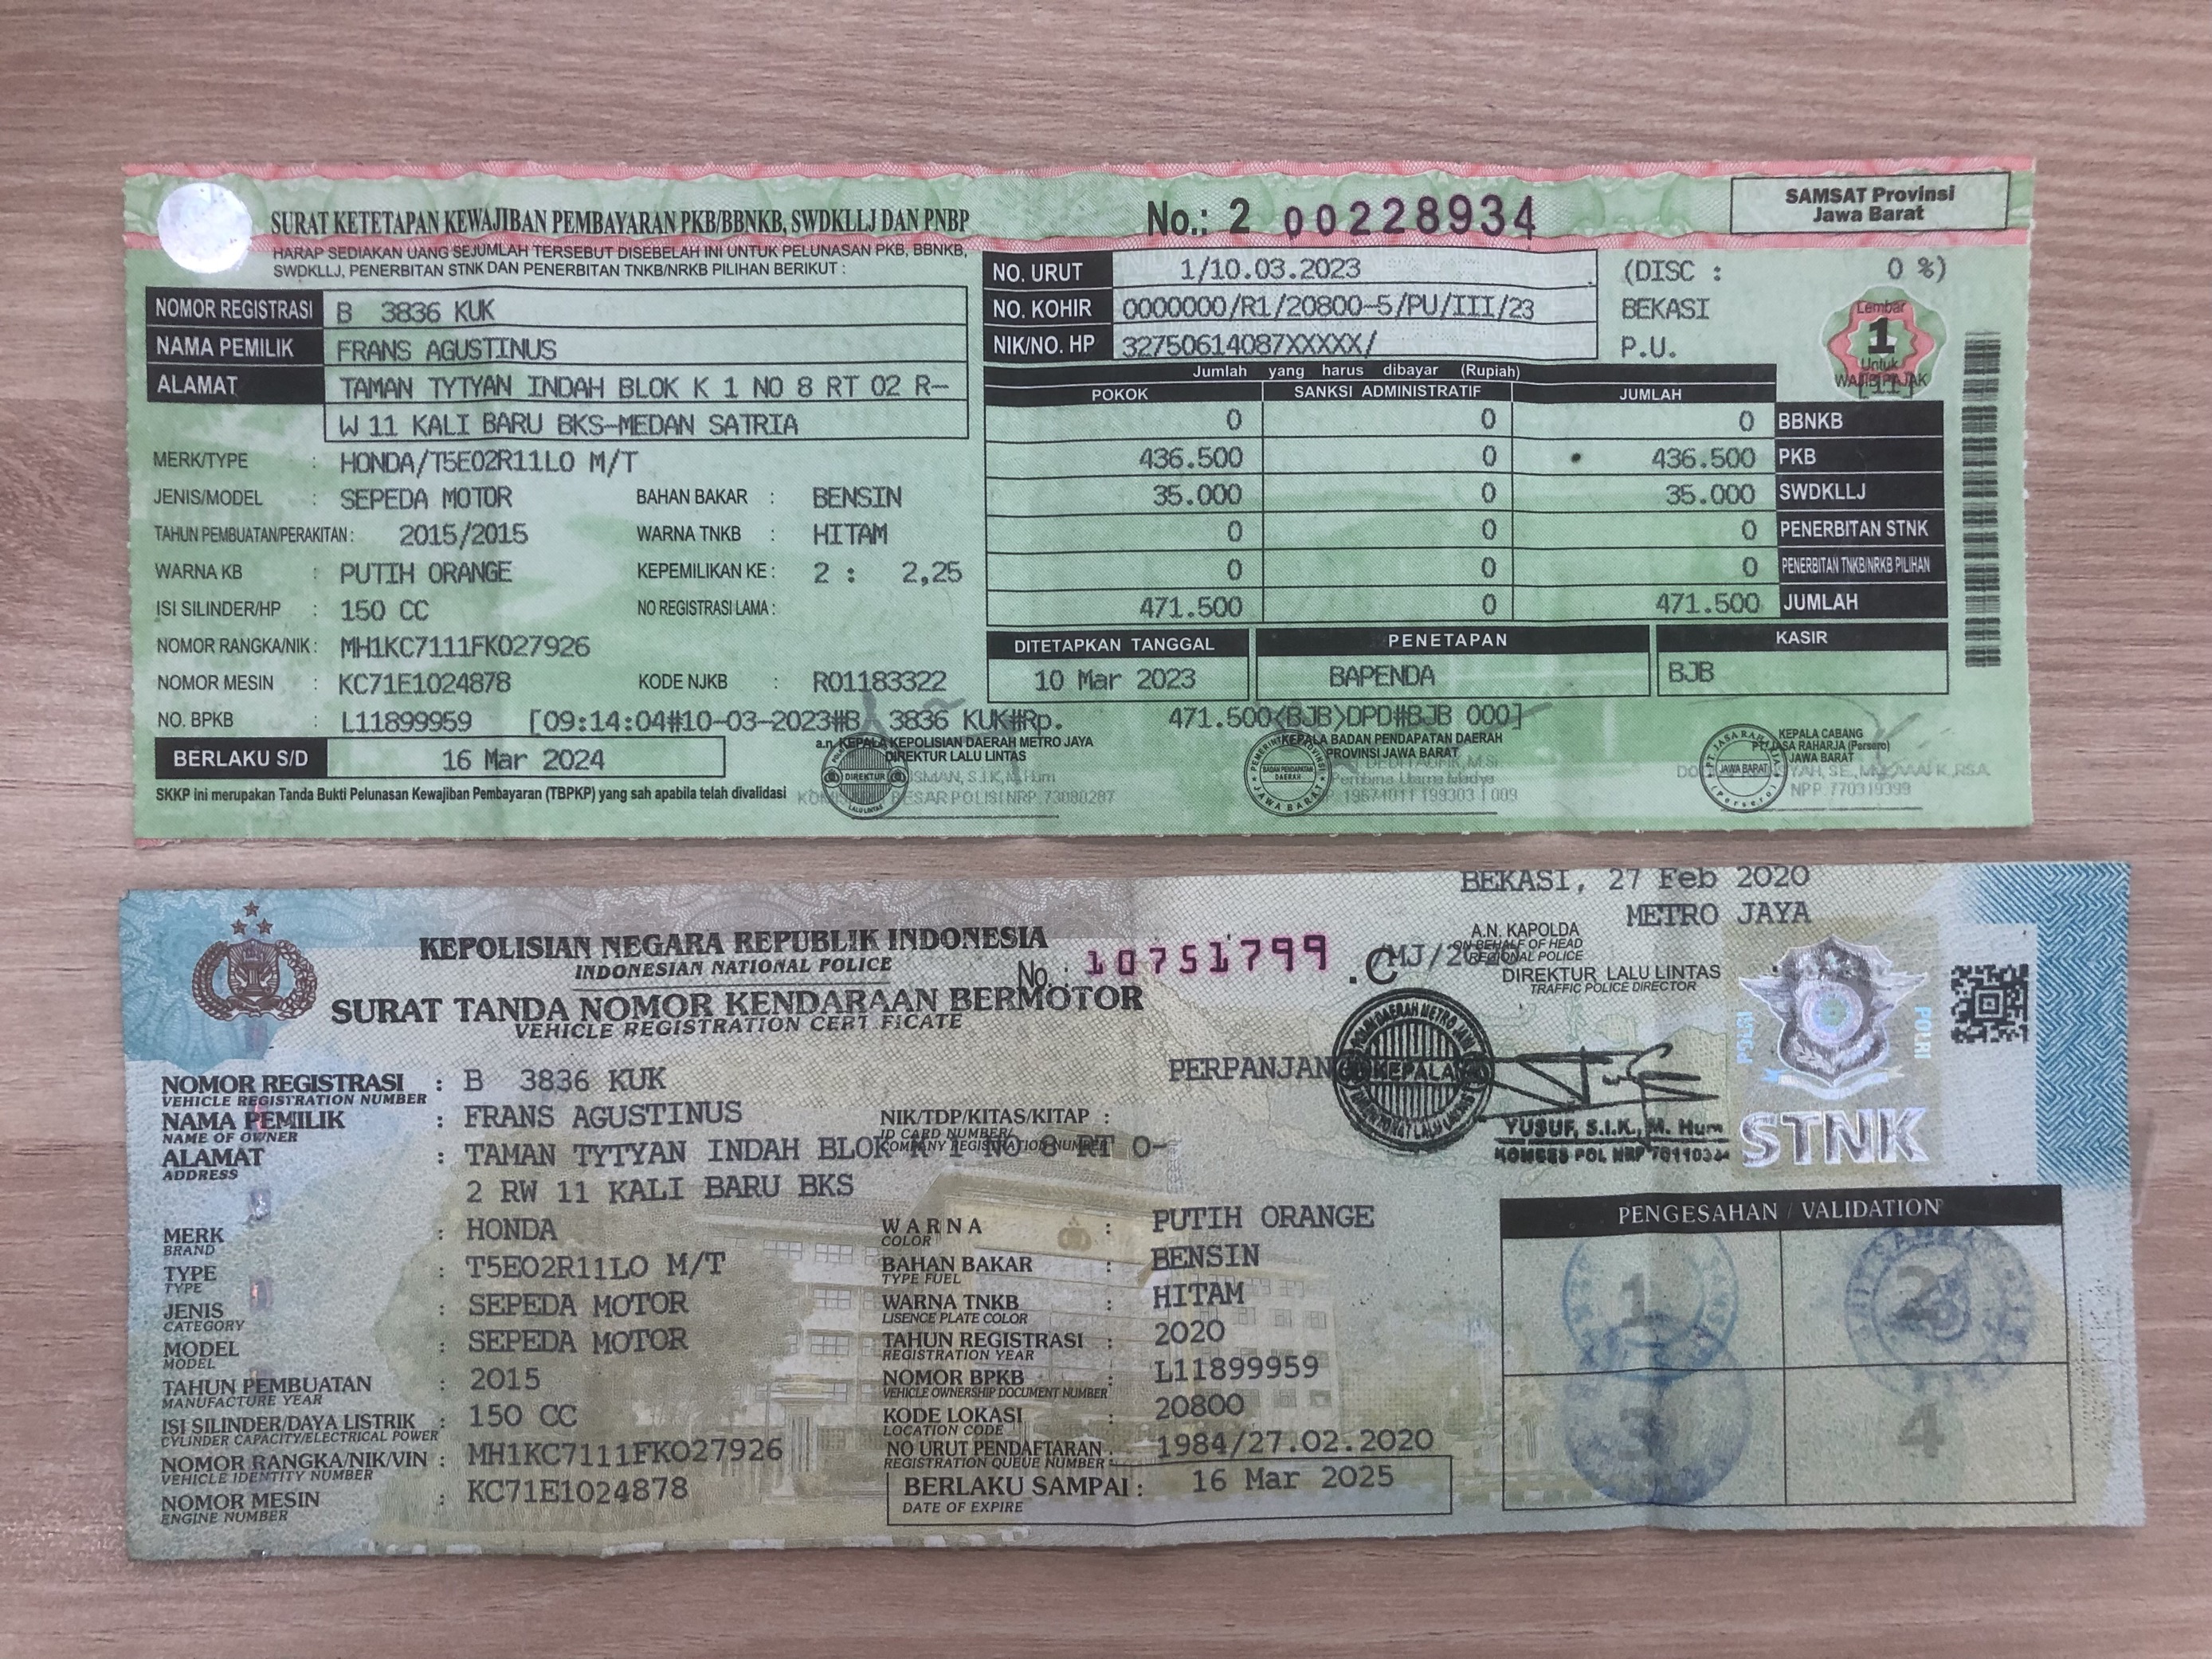 SURAT KETETAPAN KEWAJIBAN PEMBAYARAN PKB/BBNKB, SWDKLLJ DAN PNBP
No.: 2 00228934
SAMSAT Provinsi
Jawa Barat
HARAP SEDIAKAN UANG SEJUMLAH TERSEBUT DISEBELAH INI UNTUK PELUNASAN PKB, BBNKB,
SWDKLLJ, PENERBITAN STNK DAN PENERBITAN TNKB/NRKB PILIHAN BERIKUT :
NOMOR REGISTRASI B 3836 KUK
NAMA PEMILIK FRANS AGUSTINUS
ALAMAT TAMAN TYTYAN INDAH BLOK K 1 NO 8 RT 02 R-
W 11 KALI BARU BKS-MEDAN SATRIA
MERK/TYPE : HONDA/T5E02R11L0 M/T
JENIS/MODEL : SEPEDA MOTOR BAHAN BAKAR : BENSIN
TAHUN PEMBUATAN/PERAKITAN : 2015/2015 WARNA TNKB : HITAM
WARNA KB : PUTIH ORANGE KEPEMILIKAN KE : 2 : 2,25
ISI SILINDER/HP : 150 CC NO REGISTRASI LAMA :
NOMOR RANGKA/NIK : MH1KC7111FK027926
NOMOR MESIN : KC71E1024878 KODE NJKB : R01183322
NO. BPKB : L11899959 [09:14:04#10-03-2023#B 3836 KUK#Rp. 471.500<BJB>DPD#BJB 000]
BERLAKU S/D 16 Mar 2024
SKKP ini merupakan Tanda Bukti Pelunasan Kewajiban Pembayaran (TBPKP) yang sah apabila telah divalidasi
NO. URUT 1/10.03.2023 (DISC : 0 %)
NO. KOHIR 0000000/R1/20800-5/PU/III/23 BEKASI
NIK/NO. HP 32750614087XXXXX/ P.U.
Lembar
1
Untuk
WAJIB PAJAK
Jumlah yang harus dibayar (Rupiah)
POKOK SANKSI ADMINISTRATIF JUMLAH
0 0 0 BBNKB
436.500 0 436.500 PKB
35.000 0 35.000 SWDKLLJ
0 0 0 PENERBITAN STNK
0 0 0 PENERBITAN TNKB/NRKB PILIHAN
471.500 0 471.500 JUMLAH
DITETAPKAN TANGGAL PENETAPAN KASIR
10 Mar 2023 BAPENDA BJB
a.n. KEPALA KEPOLISIAN DAERAH METRO JAYA
DIREKTUR LALU LINTAS
DIREKTUR
LALU LINTAS
BESAR POLISI NRP. 73080287
KEPALA BADAN PENDAPATAN DAERAH
PROVINSI JAWA BARAT
BADAN PENDAPATAN
DAERAH
JAWA BARAT
Pembina Utama Madya
KEPALA CABANG
PT JASA RAHARJA (Persero)
JAWA BARAT
PT JASA RAHARJA
JAWA BARAT
(Persero)
NPP. 770319399
BEKASI, 27 Feb 2020
METRO JAYA
KEPOLISIAN NEGARA REPUBLIK INDONESIA
INDONESIAN NATIONAL POLICE
No.: 10751799 .C
SURAT TANDA NOMOR KENDARAAN BERMOTOR
VEHICLE REGISTRATION CERTIFICATE
A.N. KAPOLDA
ON BEHALF OF HEAD
REGIONAL POLICE
DIREKTUR LALU LINTAS
TRAFFIC POLICE DIRECTOR
PERPANJAN
KEPALA
YUSUF, S.I.K., M. Hum
POLRI
POLRI
STNK
NOMOR REGISTRASI : B 3836 KUK
VEHICLE REGISTRATION NUMBER
NAMA PEMILIK : FRANS AGUSTINUS NIK/TDP/KITAS/KITAP :
NAME OF OWNER ID CARD NUMBER/
COMPANY REGISTRATION NUMBER
ALAMAT : TAMAN TYTYAN INDAH BLOK K 1 NO 8 RT 0-
ADDRESS
2 RW 11 KALI BARU BKS
MERK : HONDA WARNA : PUTIH ORANGE
BRAND COLOR
TYPE : T5E02R11L0 M/T BAHAN BAKAR : BENSIN
TYPE TYPE FUEL
JENIS : SEPEDA MOTOR WARNA TNKB : HITAM
CATEGORY LISENCE PLATE COLOR
MODEL : SEPEDA MOTOR TAHUN REGISTRASI : 2020
MODEL REGISTRATION YEAR
TAHUN PEMBUATAN : 2015 NOMOR BPKB : L11899959
MANUFACTURE YEAR VEHICLE OWNERSHIP DOCUMENT NUMBER
ISI SILINDER/DAYA LISTRIK : 150 CC KODE LOKASI : 20800
CYLINDER CAPACITY/ELECTRICAL POWER LOCATION CODE
NOMOR RANGKA/NIK/VIN : MH1KC7111FK027926 NO URUT PENDAFTARAN : 1984/27.02.2020
VEHICLE IDENTITY NUMBER REGISTRATION QUEUE NUMBER
NOMOR MESIN : KC71E1024878 BERLAKU SAMPAI : 16 Mar 2025
ENGINE NUMBER DATE OF EXPIRE
PENGESAHAN / VALIDATION
1 2
3 4